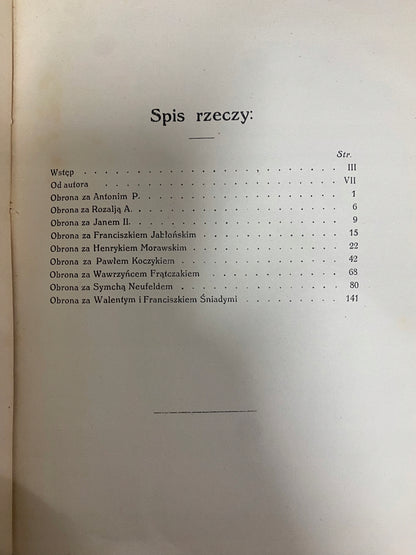 Spis rzeczy:
Str.
Wstęp . . . . . . . . . . . . . . . . . . . . . . III
Od autora . . . . . . . . . . . . . . . . . . . . VII
Obrona za Antonim P. . . . . . . . . . . . . . . . . 1
Obrona za Rozalją A. . . . . . . . . . . . . . . . . 6
Obrona za Janem II. . . . . . . . . . . . . . . . . 9
Obrona za Franciszkiem Jabłońskim . . . . . . . . . . 15
Obrona za Henrykiem Morawskim . . . . . . . . . . . 22
Obrona za Pawłem Koczykiem . . . . . . . . . . . . 42
Obrona za Wawrzyńcem Frątczakiem . . . . . . . . . . 68
Obrona za Symchą Neufeldem . . . . . . . . . . . . 80
Obrona za Walentym i Franciszkiem Śniadymi . . . . . . . . 141